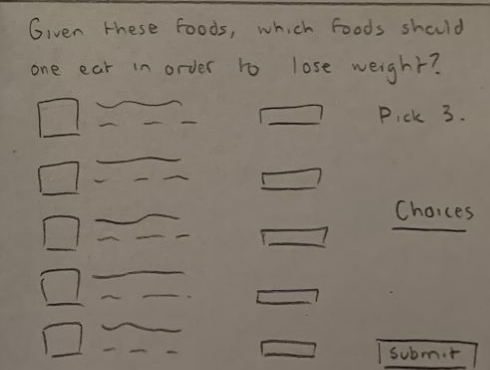 Given these foods, which foods should
one eat in order to lose weight?
Pick 3.
Choices
Submit